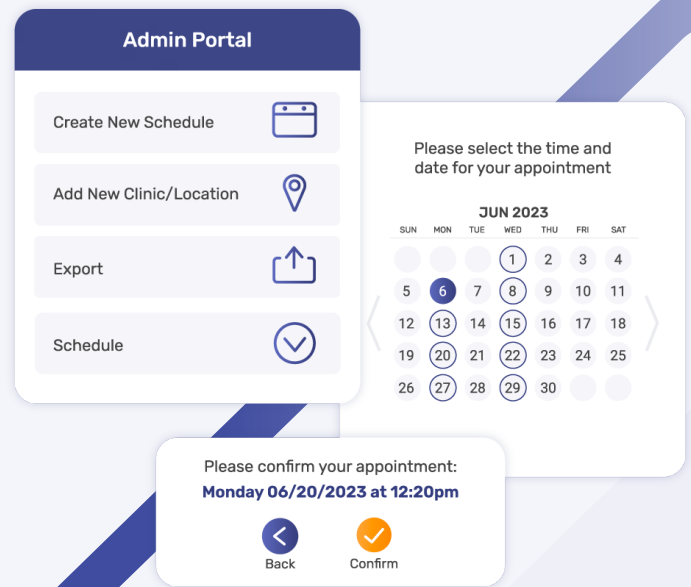 Admin Portal
Create New Schedule
Add New Clinic/Location
Export
Schedule
Please select the time and
date for your appointment
JUN 2023
SUN MON TUE WED THU FRI SAT
1 2 3 4
5 6 7 8 9 10 11
12 13 14 15 16 17 18
19 20 21 22 23 24 25
26 27 28 29 30
Please confirm your appointment:
Monday 06/20/2023 at 12:20pm
Back Confirm